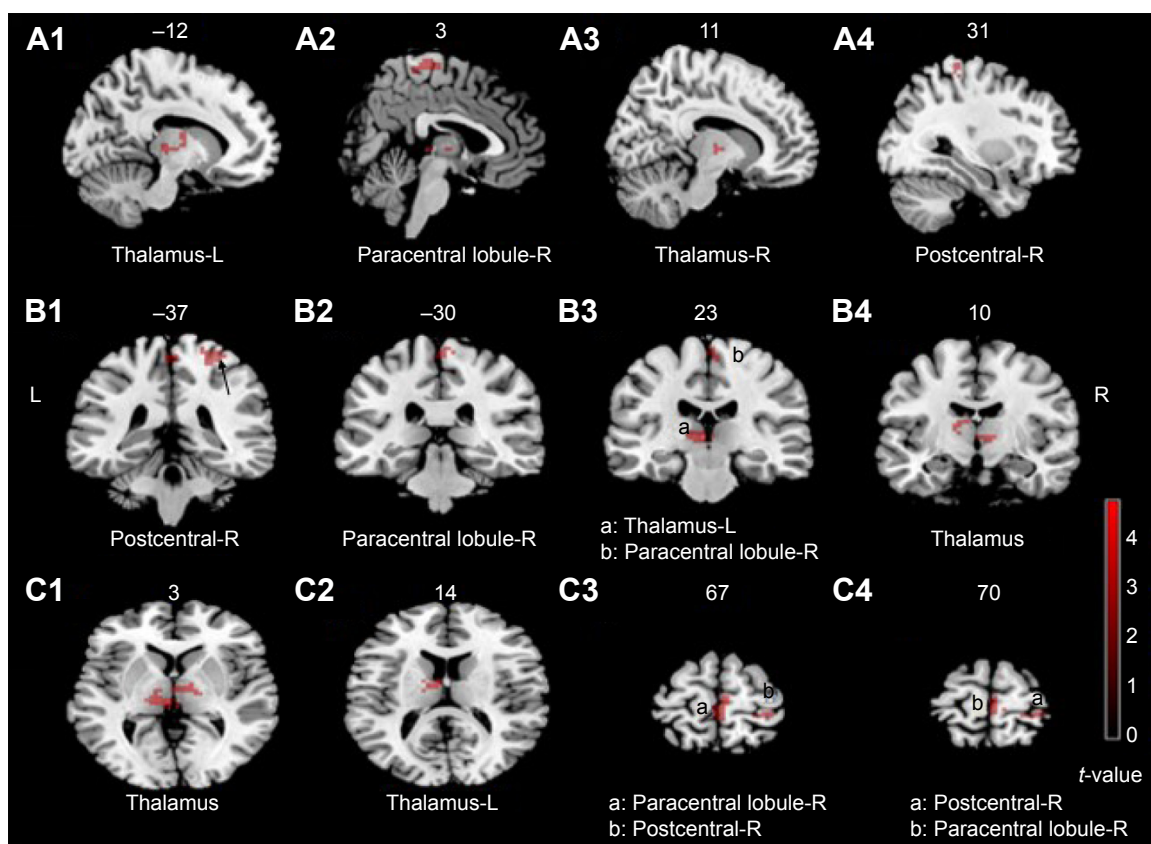 A1 –12 A2 3 A3 11 A4 31
Thalamus-L Paracentral lobule-R Thalamus-R Postcentral-R
B1 –37 B2 –30 B3 23 B4 10
L a b R
Postcentral-R Paracentral lobule-R a: Thalamus-L Thalamus
b: Paracentral lobule-R
C1 3 C2 14 C3 67 C4 70
a b b a
4
3
2
1
0
t-value
Thalamus Thalamus-L a: Paracentral lobule-R a: Postcentral-R
b: Postcentral-R b: Paracentral lobule-R